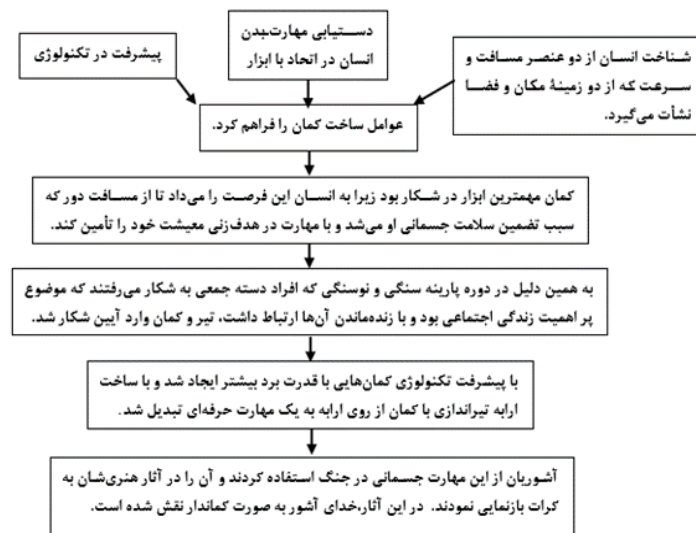 دستیابی مهارت‌بدن
انسان در اتحاد با ابزار
پیشرفت در تکنولوژی
شناخت انسان از دو عنصر مسافت و
سرعت که از دو زمینۀ مکان و فضا
نشأت می‌گیرد.
عوامل ساخت کمان را فراهم کرد.
کمان مهمترین ابزار در شکار بود زیرا به انسان این فرصت را می‌داد تا از مسافت دور که
سبب تضمین سلامت جسمانی او می‌شد و با مهارت در هدف‌زنی معیشت خود را تأمین کند.
به همین دلیل در دوره پارینه سنگی و نوسنگی که افراد دسته جمعی به شکار می‌رفتند که موضوع
پر اهمیت زندگی اجتماعی بود و با زنده‌ماندن آن‌ها ارتباط داشت، تیر و کمان وارد آیین شکار شد.
با پیشرفت تکنولوژی کمان‌هایی با قدرت برد بیشتر ایجاد شد و با ساخت
ارابه تیراندازی با کمان از روی ارابه به یک مهارت حرفه‌ای تبدیل شد.
آشوریان از این مهارت جسمانی در جنگ استفاده کردند و آن را در آثار هنری‌شان به
کرات بازنمایی نمودند. در این آثار،خدای آشور به صورت کماندار نقش شده است.